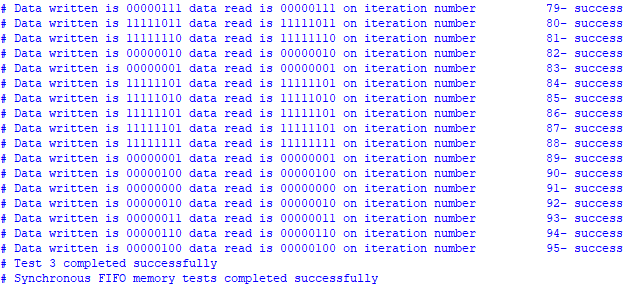 # Data written is 00000111 data read is 00000111 on iteration number 79- success
# Data written is 11111011 data read is 11111011 on iteration number 80- success
# Data written is 11111110 data read is 11111110 on iteration number 81- success
# Data written is 00000010 data read is 00000010 on iteration number 82- success
# Data written is 00000001 data read is 00000001 on iteration number 83- success
# Data written is 11111101 data read is 11111101 on iteration number 84- success
# Data written is 11111010 data read is 11111010 on iteration number 85- success
# Data written is 11111101 data read is 11111101 on iteration number 86- success
# Data written is 11111101 data read is 11111101 on iteration number 87- success
# Data written is 11111111 data read is 11111111 on iteration number 88- success
# Data written is 00000001 data read is 00000001 on iteration number 89- success
# Data written is 00000100 data read is 00000100 on iteration number 90- success
# Data written is 00000000 data read is 00000000 on iteration number 91- success
# Data written is 00000010 data read is 00000010 on iteration number 92- success
# Data written is 00000011 data read is 00000011 on iteration number 93- success
# Data written is 00000110 data read is 00000110 on iteration number 94- success
# Data written is 00000100 data read is 00000100 on iteration number 95- success
# Test 3 completed successfully
# Synchronous FIFO memory tests completed successfully